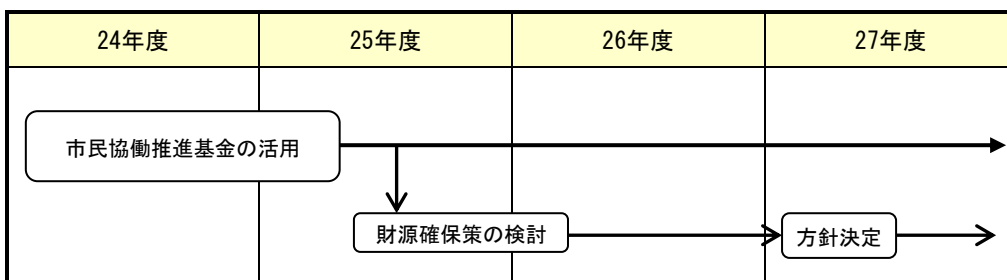 24年度
25年度
26年度
27年度
市民協働推進基金の活用
財源確保策の検討
方針決定